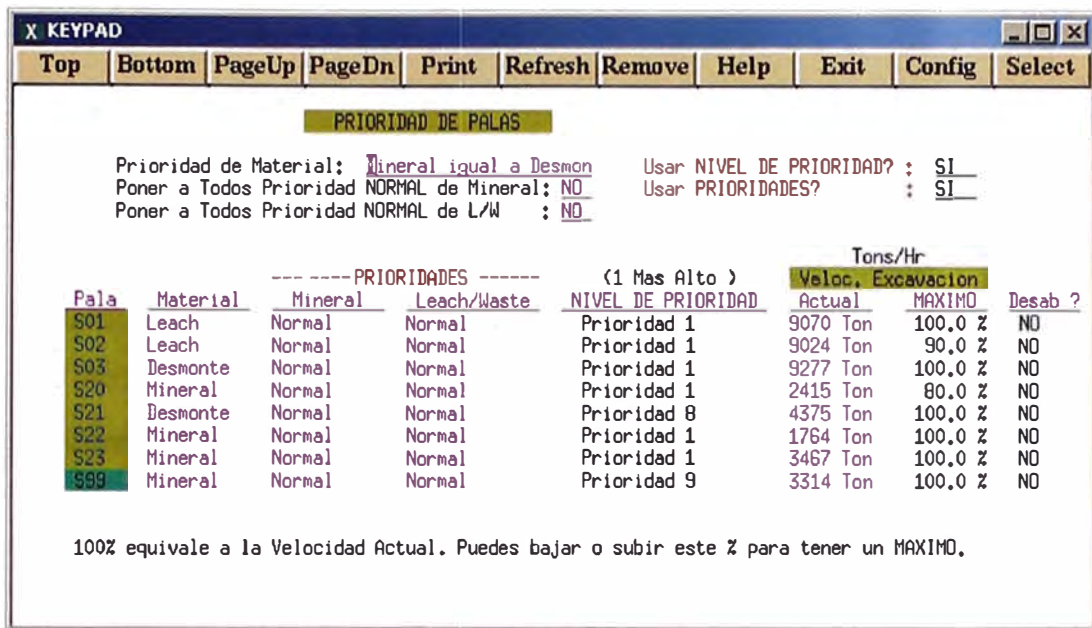 X KEYPAD
Top Bottom PageUp PageDn Print Refresh Remove Help Exit Config Select
PRIORIDAD DE PALAS
Prioridad de Material: Mineral igual a Desmon Usar NIVEL DE PRIORIDAD? : SI
Poner a Todos Prioridad NORMAL de Mineral: NO Usar PRIORIDADES? : SI
Poner a Todos Prioridad NORMAL de L/W : NO
Tons/Hr
--- ----PRIORIDADES ------ (1 Mas Alto ) Veloc. Excavacion
Pala Material Mineral Leach/Waste NIVEL DE PRIORIDAD Actual MAXIMO Desab ?
S01 Leach Normal Normal Prioridad 1 9070 Ton 100.0 % NO
S02 Leach Normal Normal Prioridad 1 9024 Ton 90.0 % NO
S03 Desmonte Normal Normal Prioridad 1 9277 Ton 100.0 % NO
S20 Mineral Normal Normal Prioridad 1 2415 Ton 80.0 % NO
S21 Desmonte Normal Normal Prioridad 8 4375 Ton 100.0 % NO
S22 Mineral Normal Normal Prioridad 1 1764 Ton 100.0 % NO
S23 Mineral Normal Normal Prioridad 1 3467 Ton 100.0 % NO
S99 Mineral Normal Normal Prioridad 9 3314 Ton 100.0 % NO
100% equivale a la Velocidad Actual. Puedes bajar o subir este % para tener un MAXIMO.